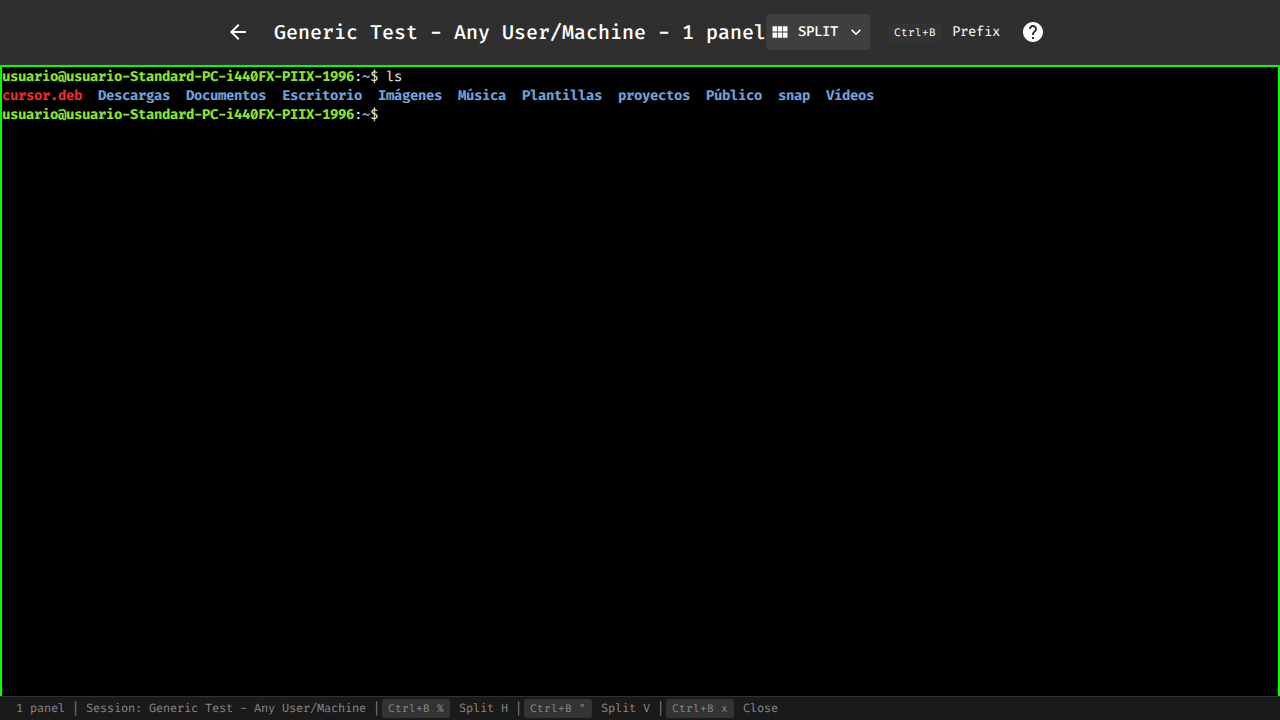 Generic Test - Any User/Machine - 1 panel SPLIT Ctrl+B Prefix ?
usuario@usuario-Standard-PC-i440FX-PIIX-1996:~$ ls
cursor.deb Descargas Documentos Escritorio Imágenes Música Plantillas proyectos Público snap Vídeos
usuario@usuario-Standard-PC-i440FX-PIIX-1996:~$
1 panel | Session: Generic Test - Any User/Machine | Ctrl+B % Split H | Ctrl+B " Split V | Ctrl+B x Close